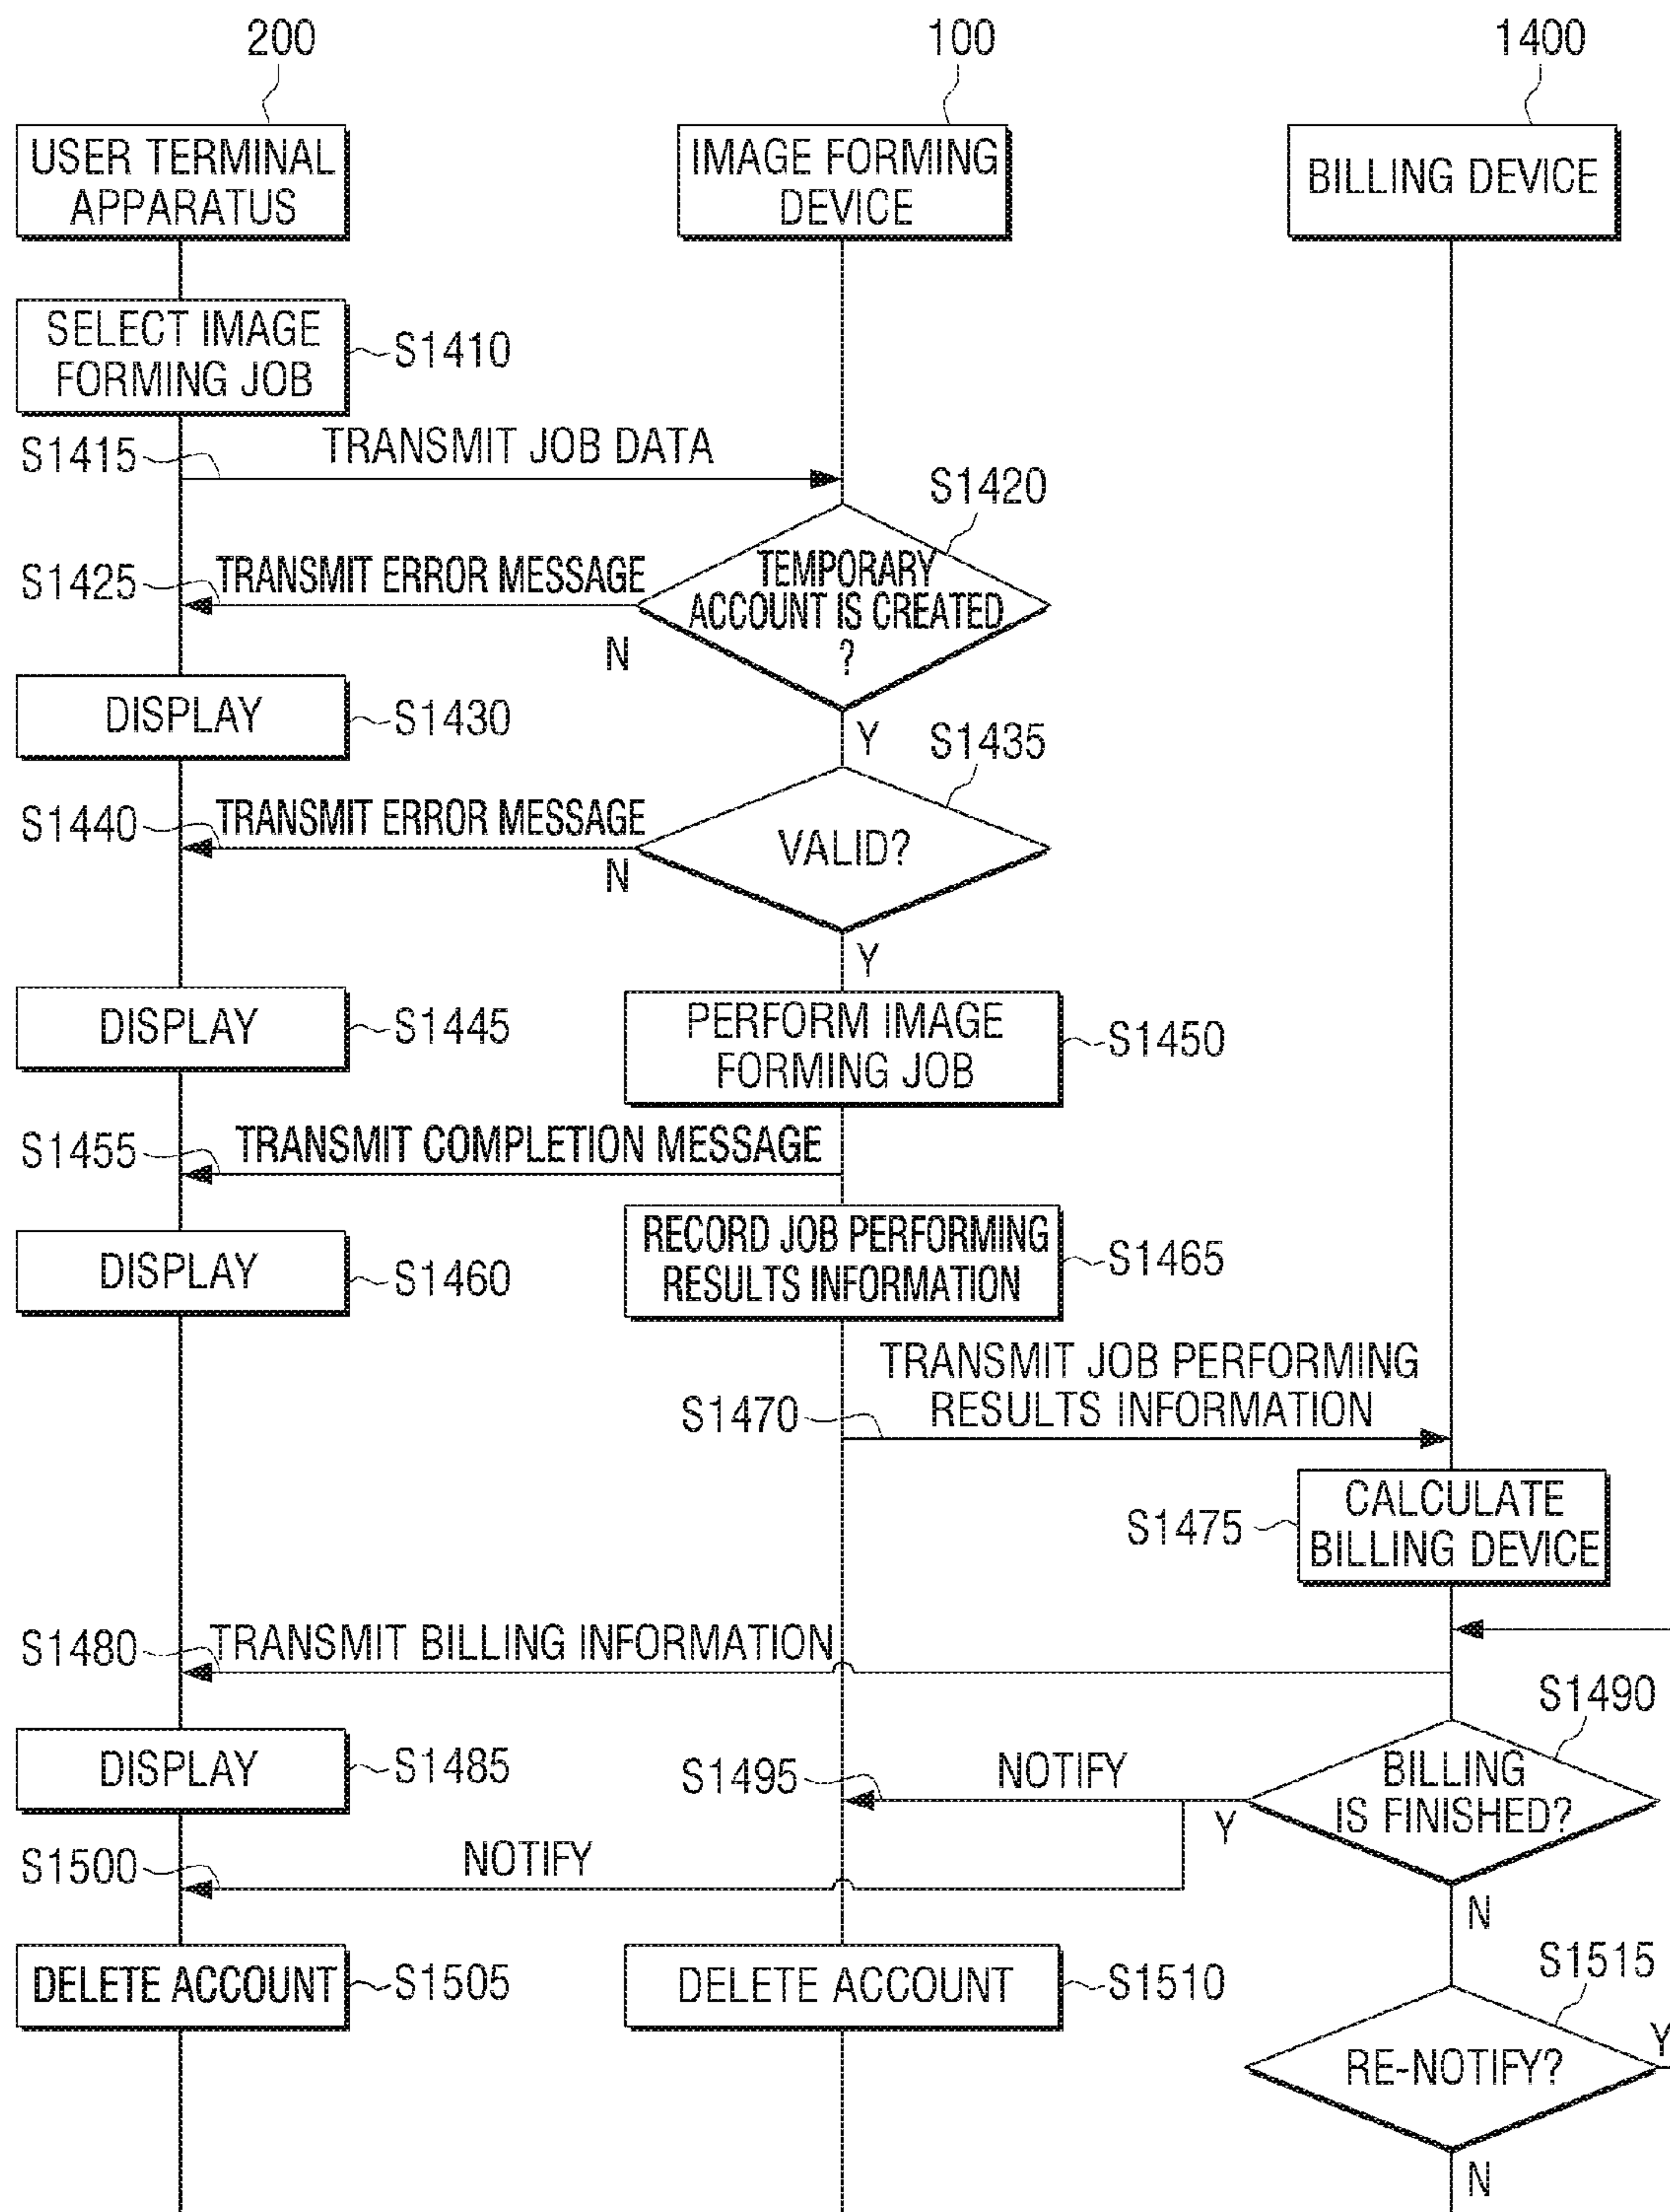 200
100
1400
USER TERMINAL
APPARATUS
IMAGE FORMING
DEVICE
BILLING DEVICE
SELECT IMAGE
FORMING JOB
S1410
S1415
TRANSMIT JOB DATA
S1420
S1425
TRANSMIT ERROR MESSAGE
TEMPORARY
ACCOUNT IS CREATED
?
N
DISPLAY
S1430
Y
S1435
S1440
TRANSMIT ERROR MESSAGE
VALID?
N
Y
DISPLAY
S1445
PERFORM IMAGE
FORMING JOB
S1450
S1455
TRANSMIT COMPLETION MESSAGE
DISPLAY
S1460
RECORD JOB PERFORMING
RESULTS INFORMATION
S1465
TRANSMIT JOB PERFORMING
RESULTS INFORMATION
S1470
S1475
CALCULATE
BILLING DEVICE
S1480
TRANSMIT BILLING INFORMATION
S1490
DISPLAY
S1485
S1495
NOTIFY
Y
BILLING
IS FINISHED?
S1500
NOTIFY
N
DELETE ACCOUNT
S1505
DELETE ACCOUNT
S1510
S1515
RE-NOTIFY?
Y
N